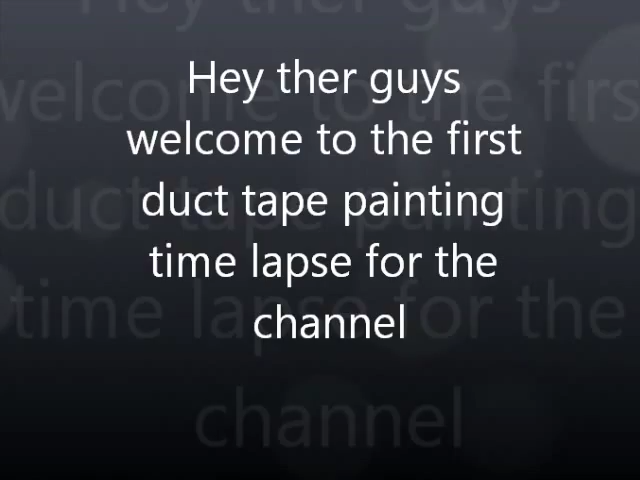 Hey ther guys
welcome to the first
duct tape painting
time lapse for the
channel